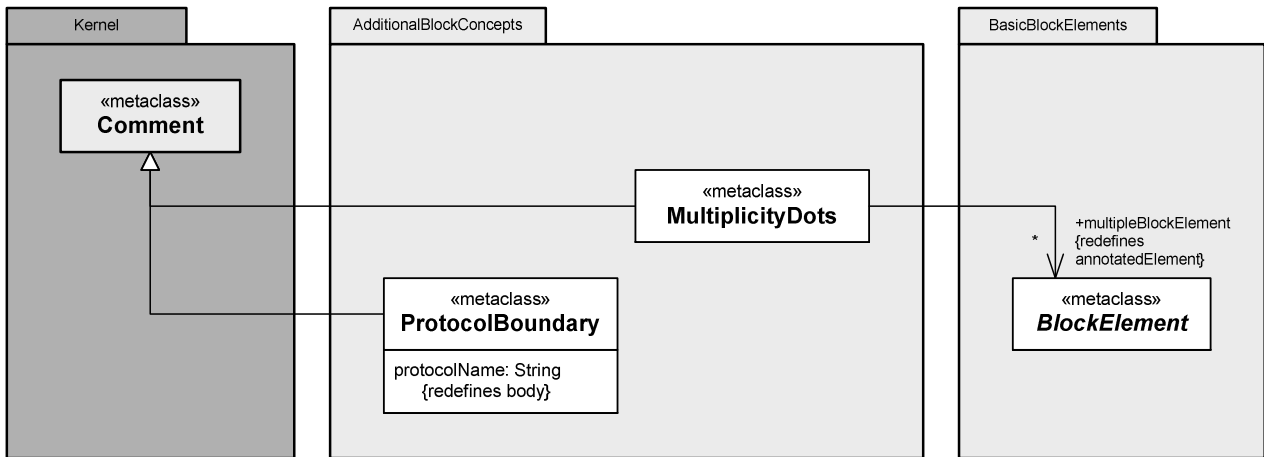 Kernel
AdditionalBlockConcepts
BasicBlockElements
«metaclass»
Comment
«metaclass»
MultiplicityDots
*
+multipleBlockElement
{redefines
annotatedElement}
«metaclass»
ProtocolBoundary
protocolName: String
{redefines body}
«metaclass»
BlockElement